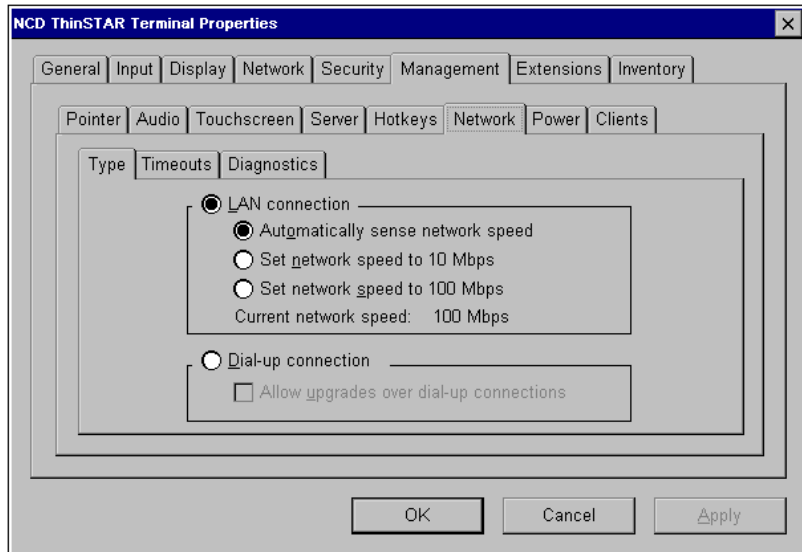 NCD ThinSTAR Terminal Properties
General Input Display Network Security Management Extensions Inventory
Pointer Audio Touchscreen Server Hotkeys Network Power Clients
Type Timeouts Diagnostics
LAN connection
Automatically sense network speed
Set network speed to 10 Mbps
Set network speed to 100 Mbps
Current network speed: 100 Mbps
Dial-up connection
Allow upgrades over dial-up connections
OK Cancel Apply